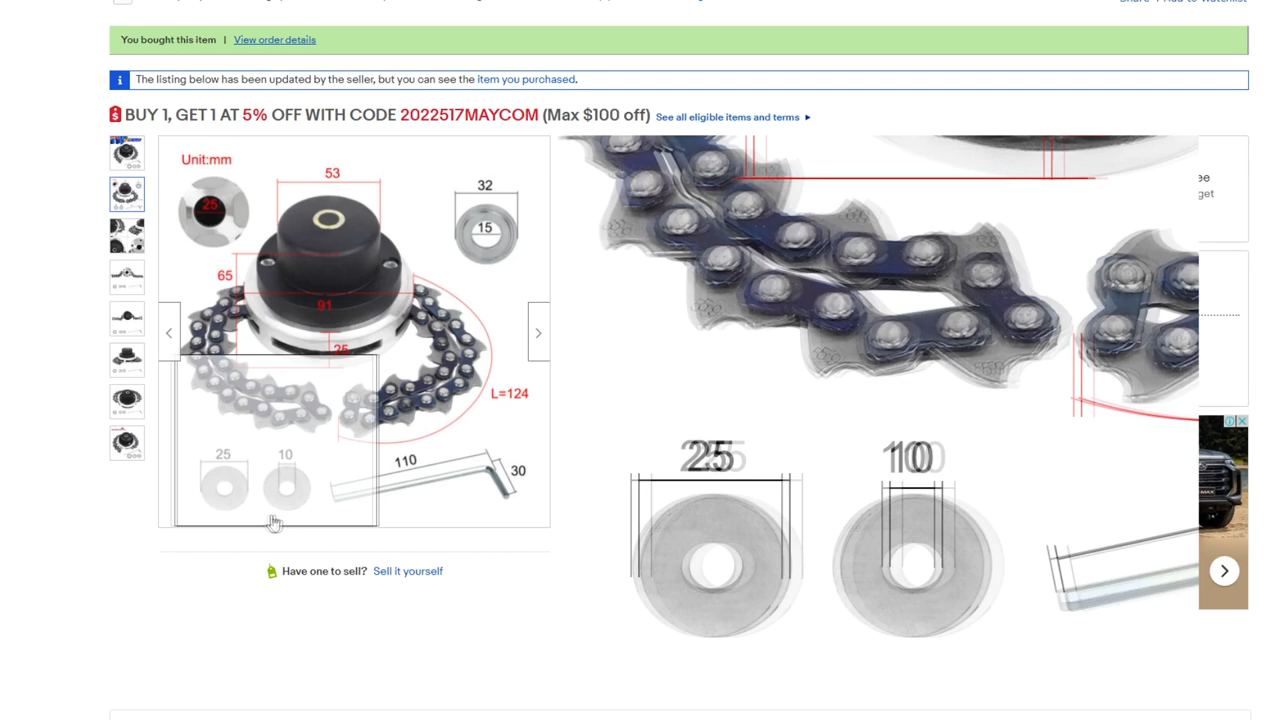 You bought this item | View order details
i The listing below has been updated by the seller, but you can see the item you purchased.
BUY 1, GET 1 AT 5% OFF WITH CODE 2022517MAYCOM (Max $100 off) See all eligible items and terms
Unit:mm
53
25
32
15
65
91
25
L=124
25
10
110
30
25
10
ee
get
Have one to sell? Sell it yourself